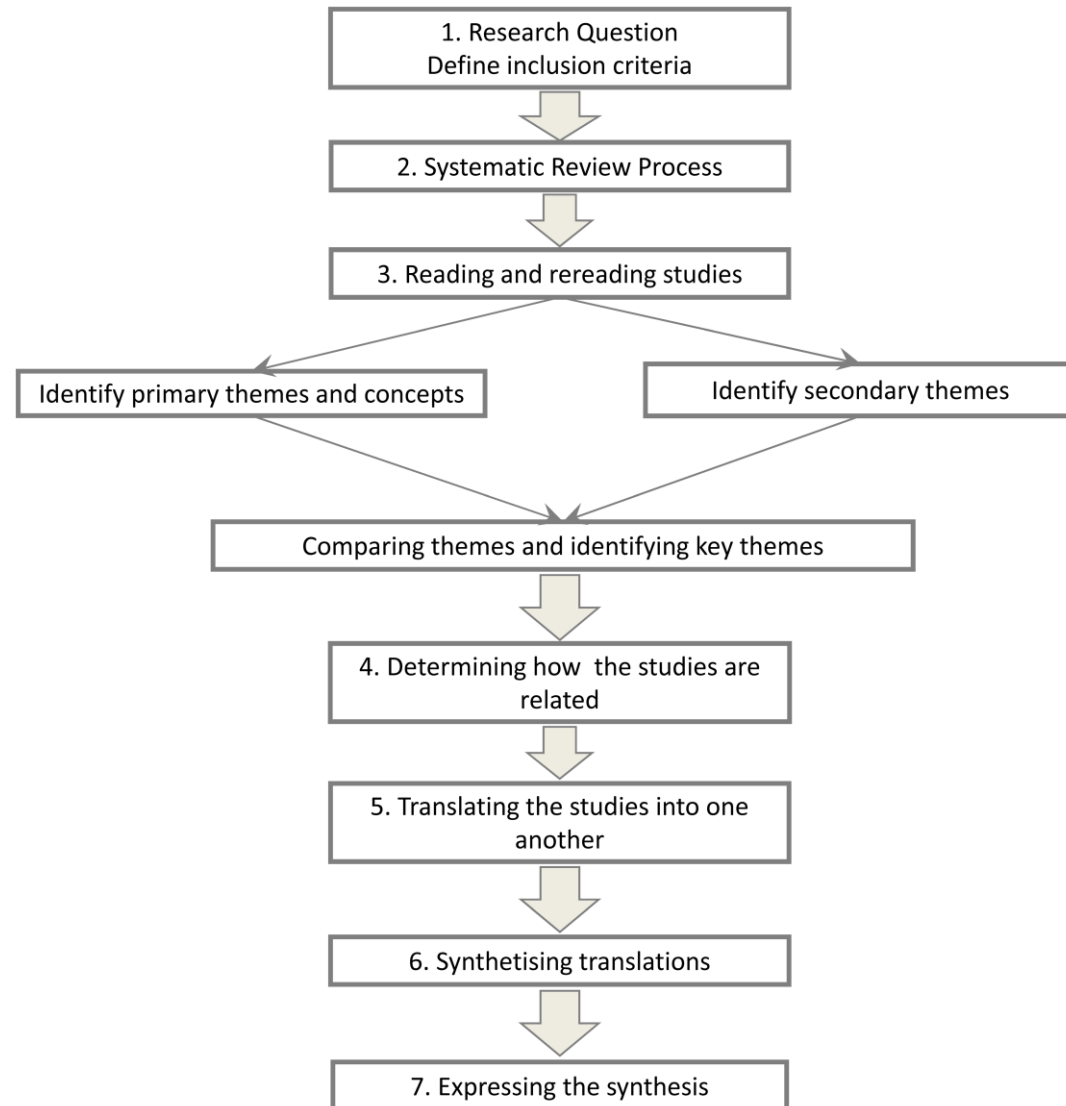 1. Research Question
Define inclusion criteria
2. Systematic Review Process
3. Reading and rereading studies
Identify primary themes and concepts
Identify secondary themes
Comparing themes and identifying key themes
4. Determining how  the studies are
related
5. Translating the studies into one
another
6. Synthetising translations
7. Expressing the synthesis